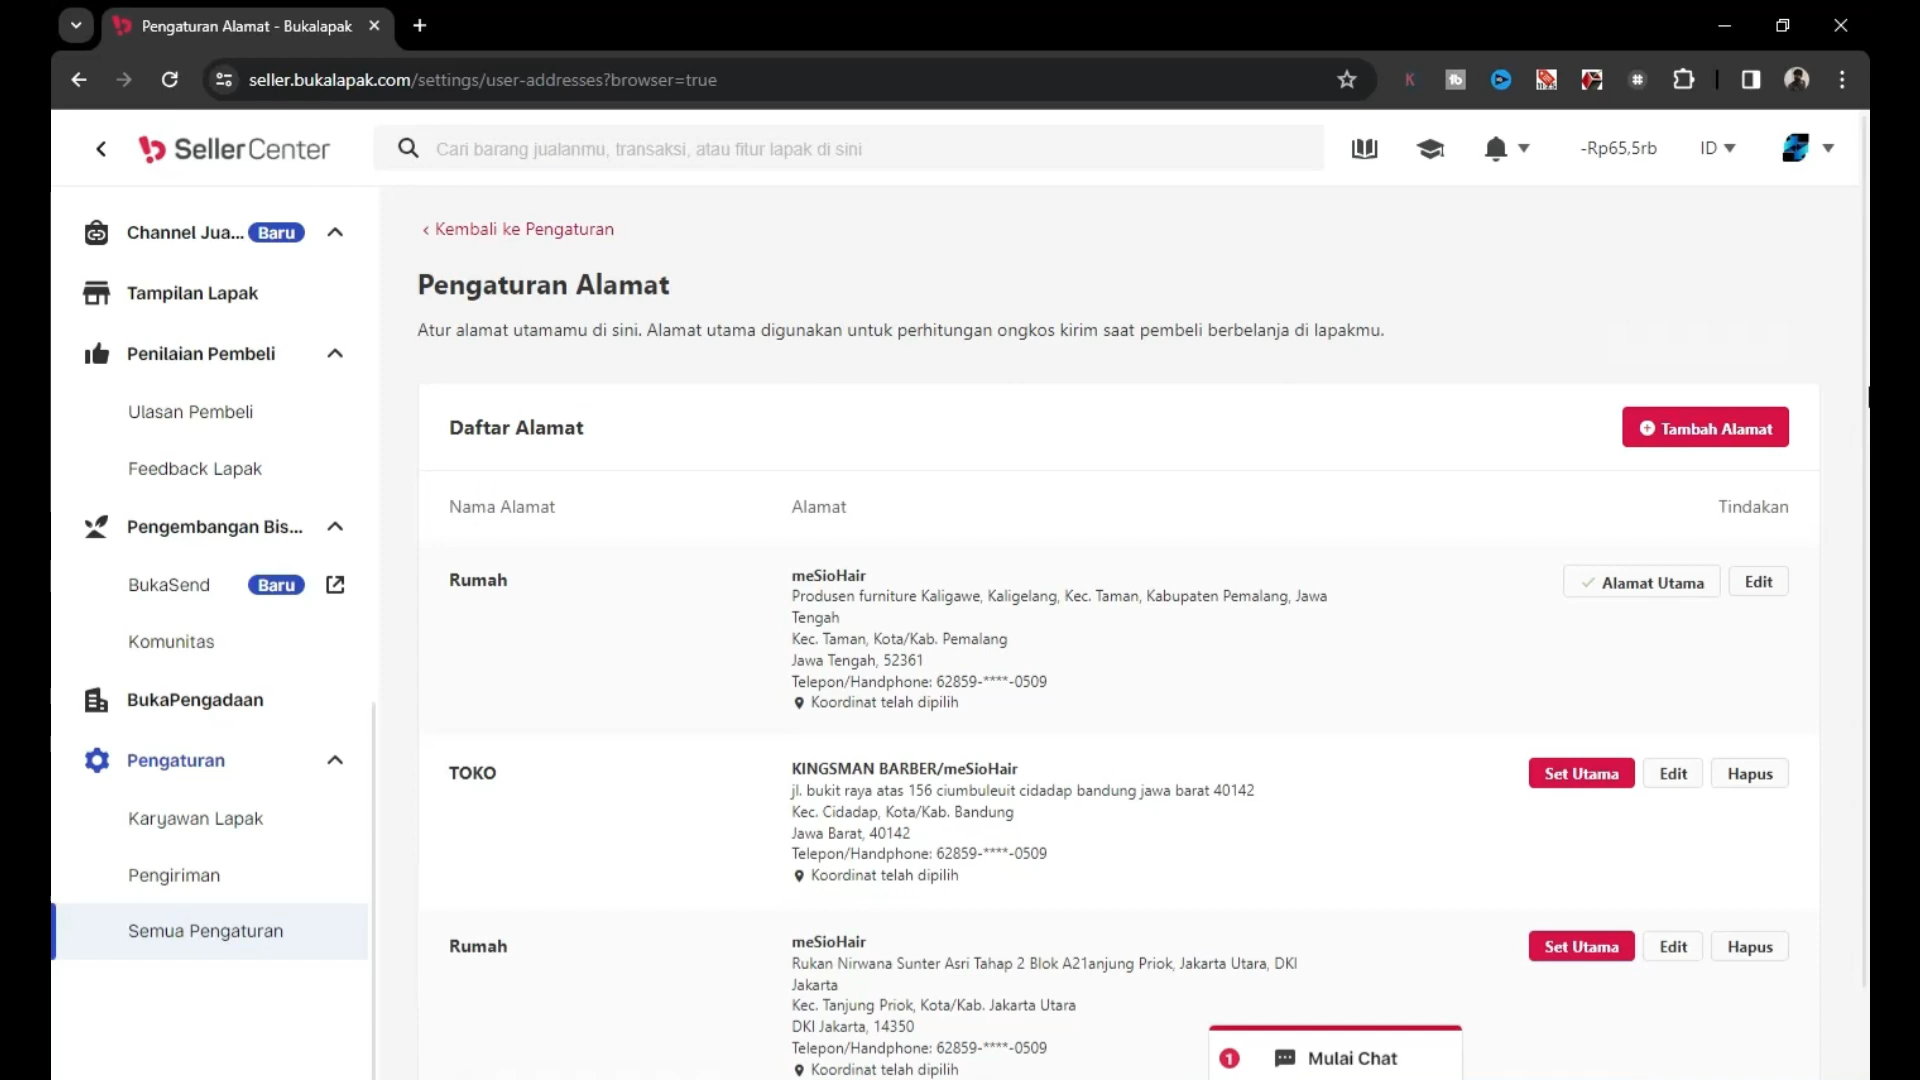 Pengaturan Alamat - Bukalapak
seller.bukalapak.com/settings/user-addresses?browser=true
SellerCenter
Cari barang jualanmu, transaksi, atau fitur lapak di sini
-Rp65,5rb
ID
Channel Jua... Baru
Tampilan Lapak
Penilaian Pembeli
Ulasan Pembeli
Feedback Lapak
Pengembangan Bis...
BukaSend Baru
Komunitas
BukaPengadaan
Pengaturan
Karyawan Lapak
Pengiriman
Semua Pengaturan
‹ Kembali ke Pengaturan
Pengaturan Alamat
Atur alamat utamamu di sini. Alamat utama digunakan untuk perhitungan ongkos kirim saat pembeli berbelanja di lapakmu.
Daftar Alamat
Tambah Alamat
Nama Alamat Alamat Tindakan
Rumah
meSioHair
Produsen furniture Kaligawe, Kaligelang, Kec. Taman, Kabupaten Pemalang, Jawa
Tengah
Kec. Taman, Kota/Kab. Pemalang
Jawa Tengah, 52361
Telepon/Handphone: 62859-****-0509
Koordinat telah dipilih
Alamat Utama Edit
TOKO
KINGSMAN BARBER/meSioHair
jl. bukit raya atas 156 ciumbuleuit cidadap bandung jawa barat 40142
Kec. Cidadap, Kota/Kab. Bandung
Jawa Barat, 40142
Telepon/Handphone: 62859-****-0509
Koordinat telah dipilih
Set Utama Edit Hapus
Rumah
meSioHair
Rukan Nirwana Sunter Asri Tahap 2 Blok A21anjung Priok, Jakarta Utara, DKI
Jakarta
Kec. Tanjung Priok, Kota/Kab. Jakarta Utara
DKI Jakarta, 14350
Telepon/Handphone: 62859-****-0509
Koordinat telah dipilih
Set Utama Edit Hapus
1 Mulai Chat